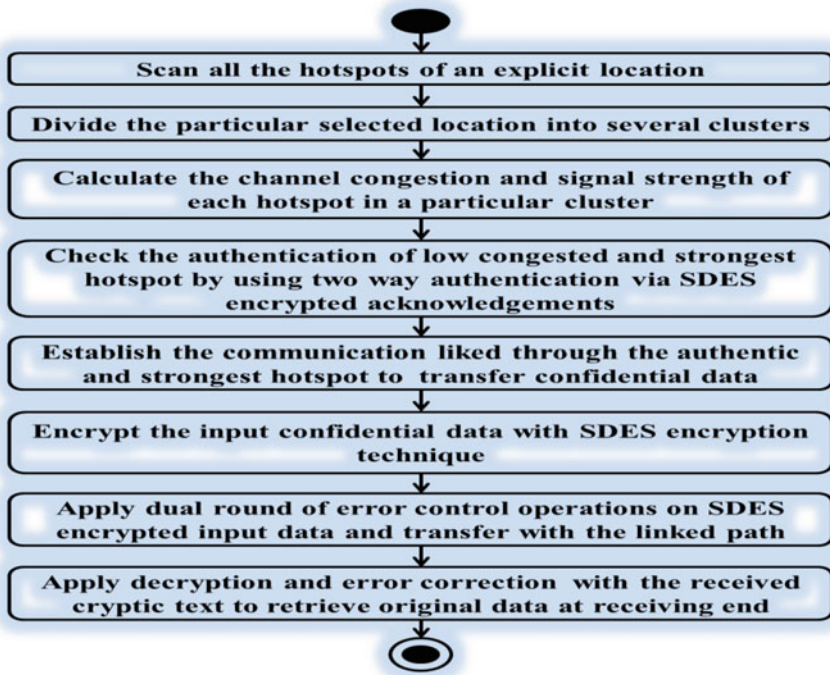 Scan all the hotspots of an explicit location
Divide the particular selected location into several clusters
Calculate the channel congestion and signal strength of
each hotspot in a particular cluster
Check the authentication of low congested and strongest
hotspot by using two way authentication via SDES
encrypted acknowledgements
Establish the communication liked through the authentic
and strongest hotspot to transfer confidential data
Encrypt the input confidential data with SDES encryption
technique
Apply dual round of error control operations on SDES
encrypted input data and transfer with the linked path
Apply decryption and error correction with the received
cryptic text to retrieve original data at receiving end